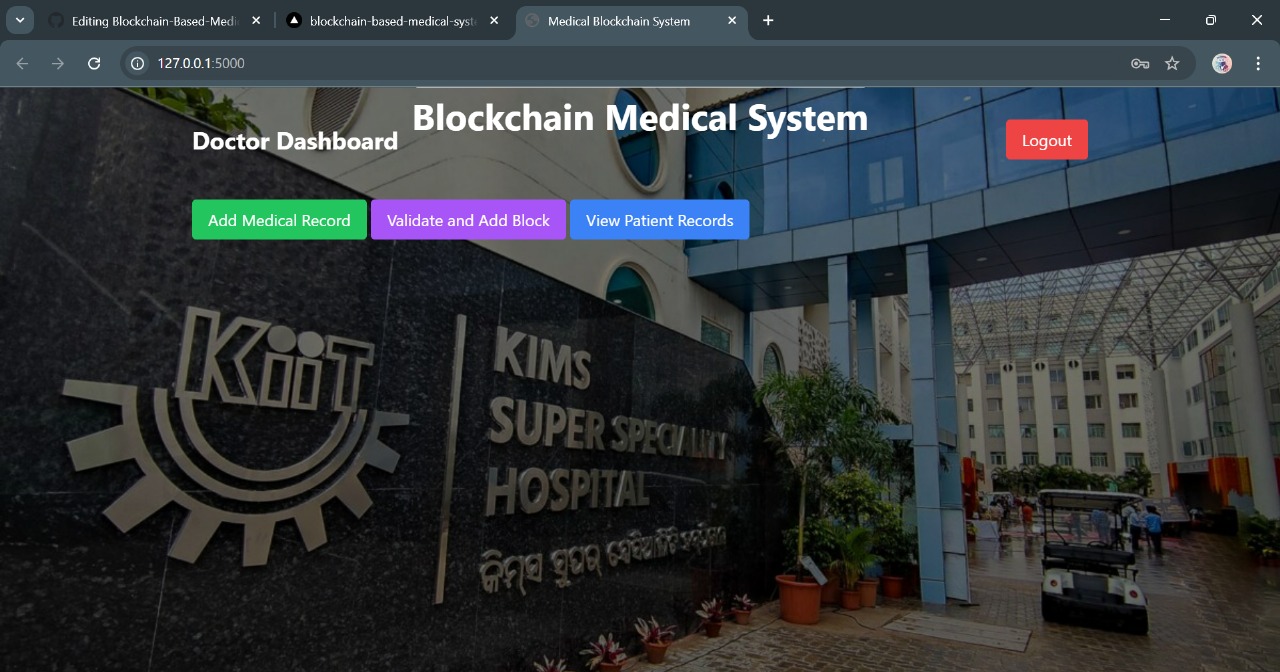 Editing Blockchain-Based-Medi
blockchain-based-medical-syst
Medical Blockchain System
127.0.0.1:5000
Blockchain Medical System
Doctor Dashboard
Logout
Add Medical Record
Validate and Add Block
View Patient Records
KiiT
KIMS
SUPER SPECIALITY
HOSPITAL
କିମ୍‌ସ ସୁପର